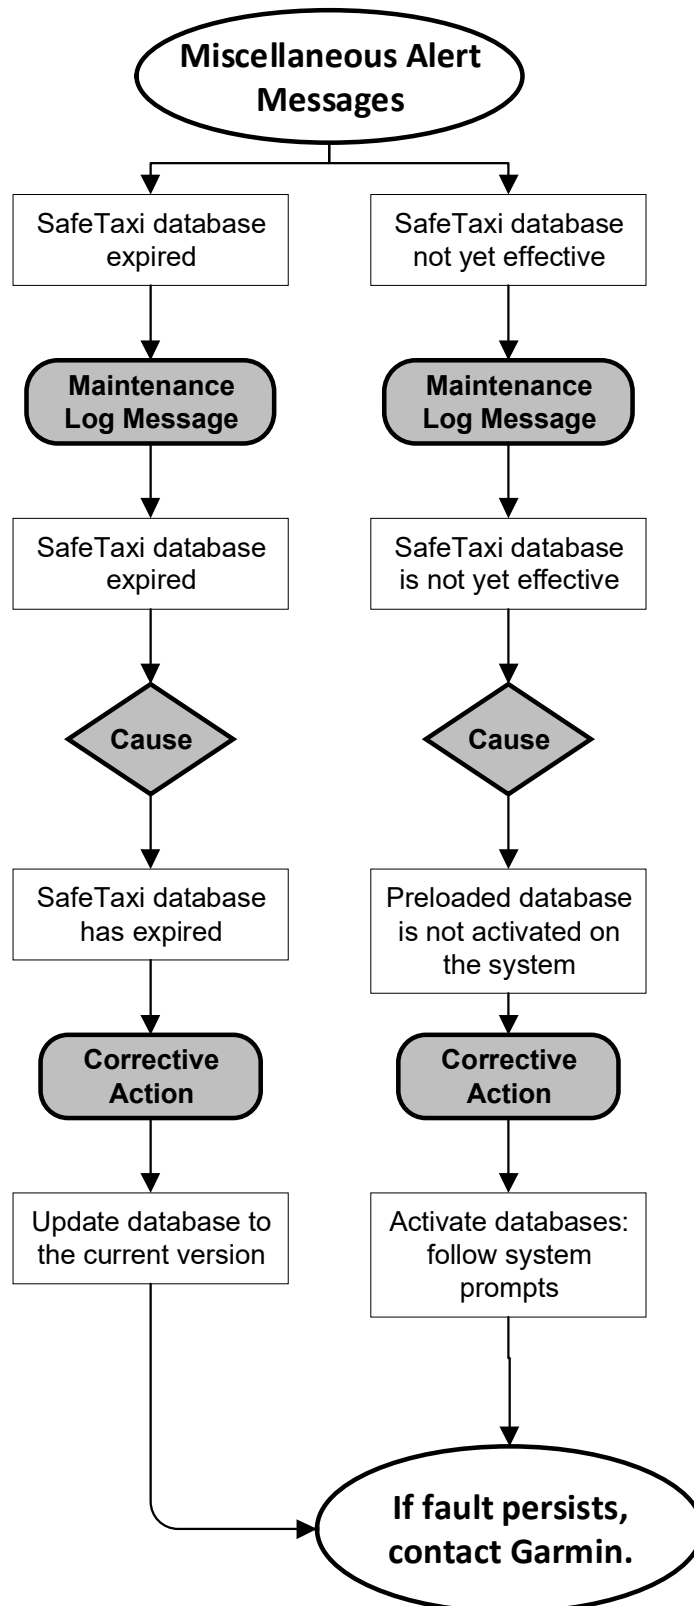 Miscellaneous Alert
Messages
SafeTaxi database
expired
Maintenance
Log Message
SafeTaxi database
expired
Cause
SafeTaxi database
has expired
Corrective
Action
Update database to
the current version
SafeTaxi database
not yet effective
Maintenance
Log Message
SafeTaxi database
is not yet effective
Cause
Preloaded database
is not activated on
the system
Corrective
Action
Activate databases:
follow system
prompts
If fault persists,
contact Garmin.